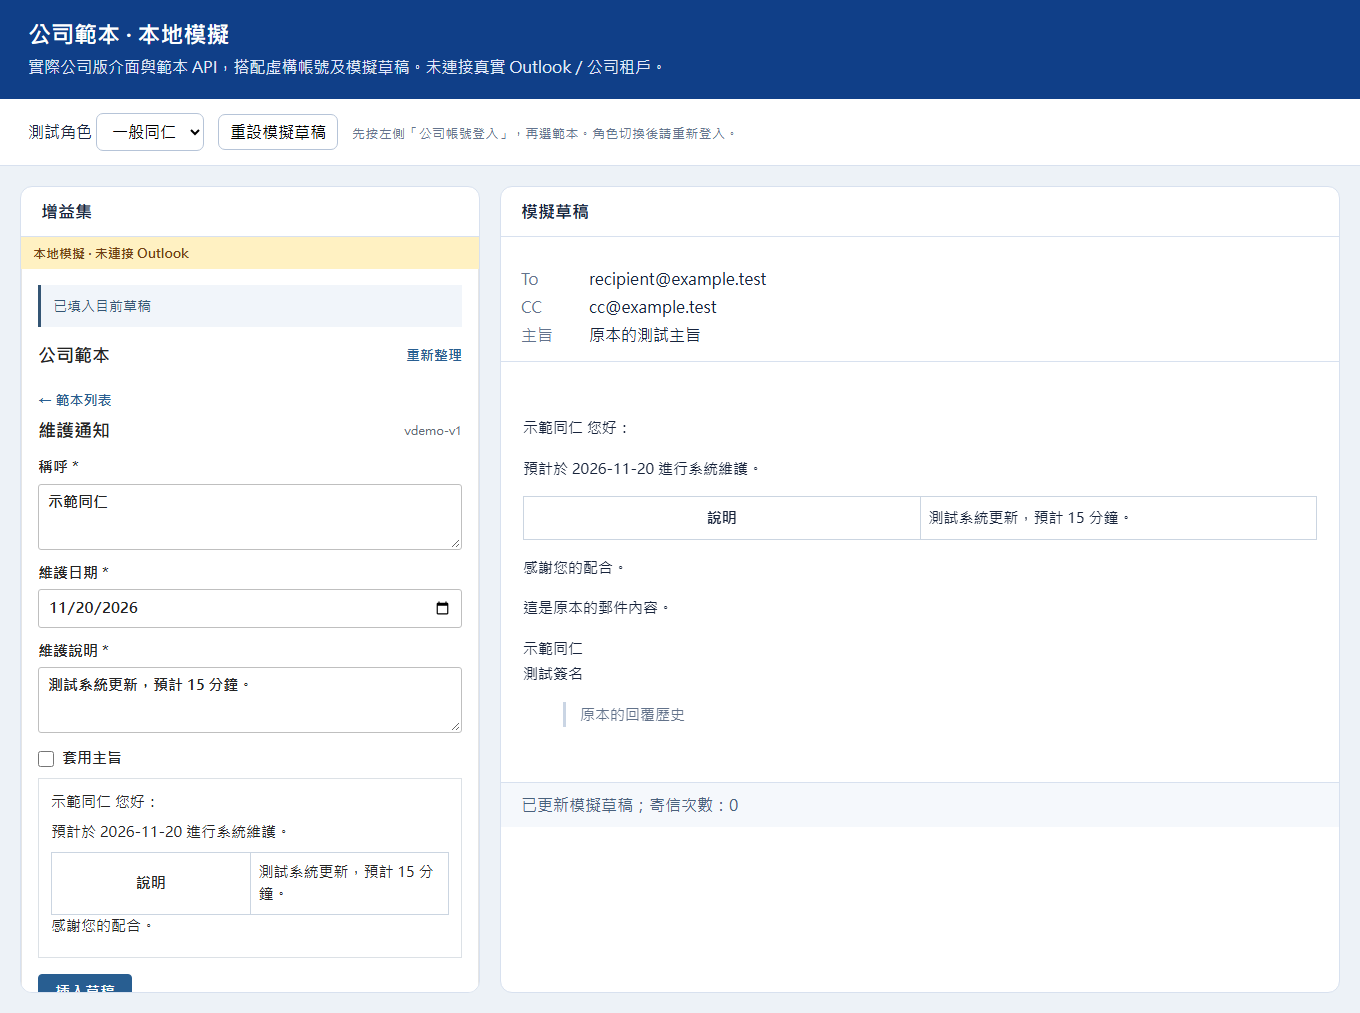 公司範本 · 本地模擬
實際公司版介面與範本 API，搭配虛構帳號及模擬草稿。未連接真實 Outlook / 公司租戶。
測試角色 一般同仁 重設模擬草稿 先按左側「公司帳號登入」，再選範本。角色切換後請重新登入。
增益集
本地模擬 · 未連接 Outlook
已填入目前草稿
公司範本 重新整理
← 範本列表
維護通知 vdemo-v1
稱呼 *
示範同仁
維護日期 *
11/20/2026
維護說明 *
測試系統更新，預計 15 分鐘。
套用主旨
示範同仁 您好：
預計於 2026-11-20 進行系統維護。
說明 測試系統更新，預計 15 分
鐘。
感謝您的配合。
插入草稿
模擬草稿
To recipient@example.test
CC cc@example.test
主旨 原本的測試主旨
示範同仁 您好：
預計於 2026-11-20 進行系統維護。
說明 測試系統更新，預計 15 分鐘。
感謝您的配合。
這是原本的郵件內容。
示範同仁
測試簽名
原本的回覆歷史
已更新模擬草稿；寄信次數：0